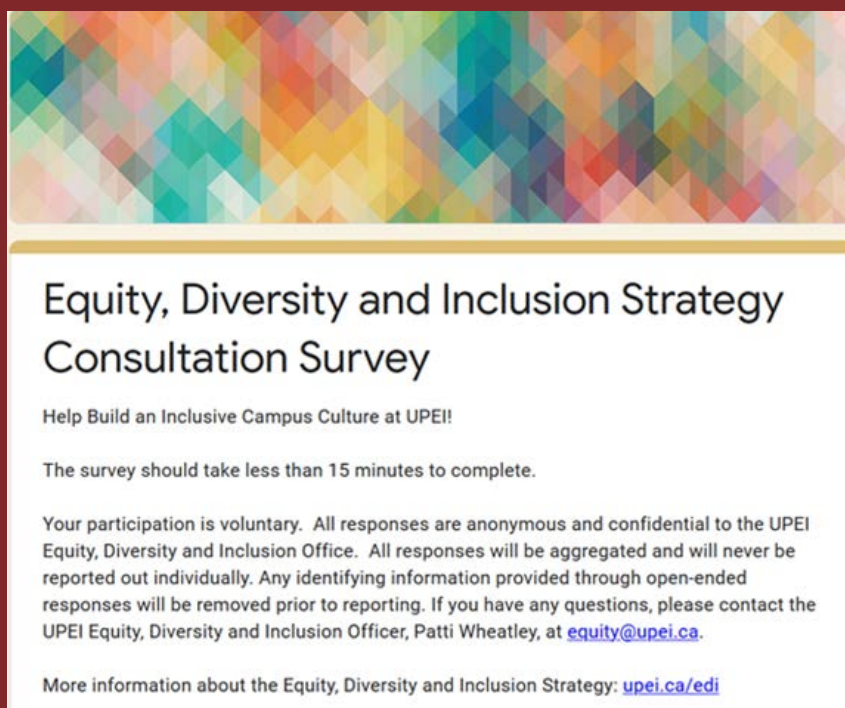 Equity, Diversity and Inclusion Strategy
Consultation Survey
Help Build an Inclusive Campus Culture at UPEI!
The survey should take less than 15 minutes to complete.
Your participation is voluntary.  All responses are anonymous and confidential to the UPEI
Equity, Diversity and Inclusion Office.  All responses will be aggregated and will never be
reported out individually. Any identifying information provided through open-ended
responses will be removed prior to reporting. If you have any questions, please contact the
UPEI Equity, Diversity and Inclusion Officer, Patti Wheatley, at equity@upei.ca.
More information about the Equity, Diversity and Inclusion Strategy: upei.ca/edi